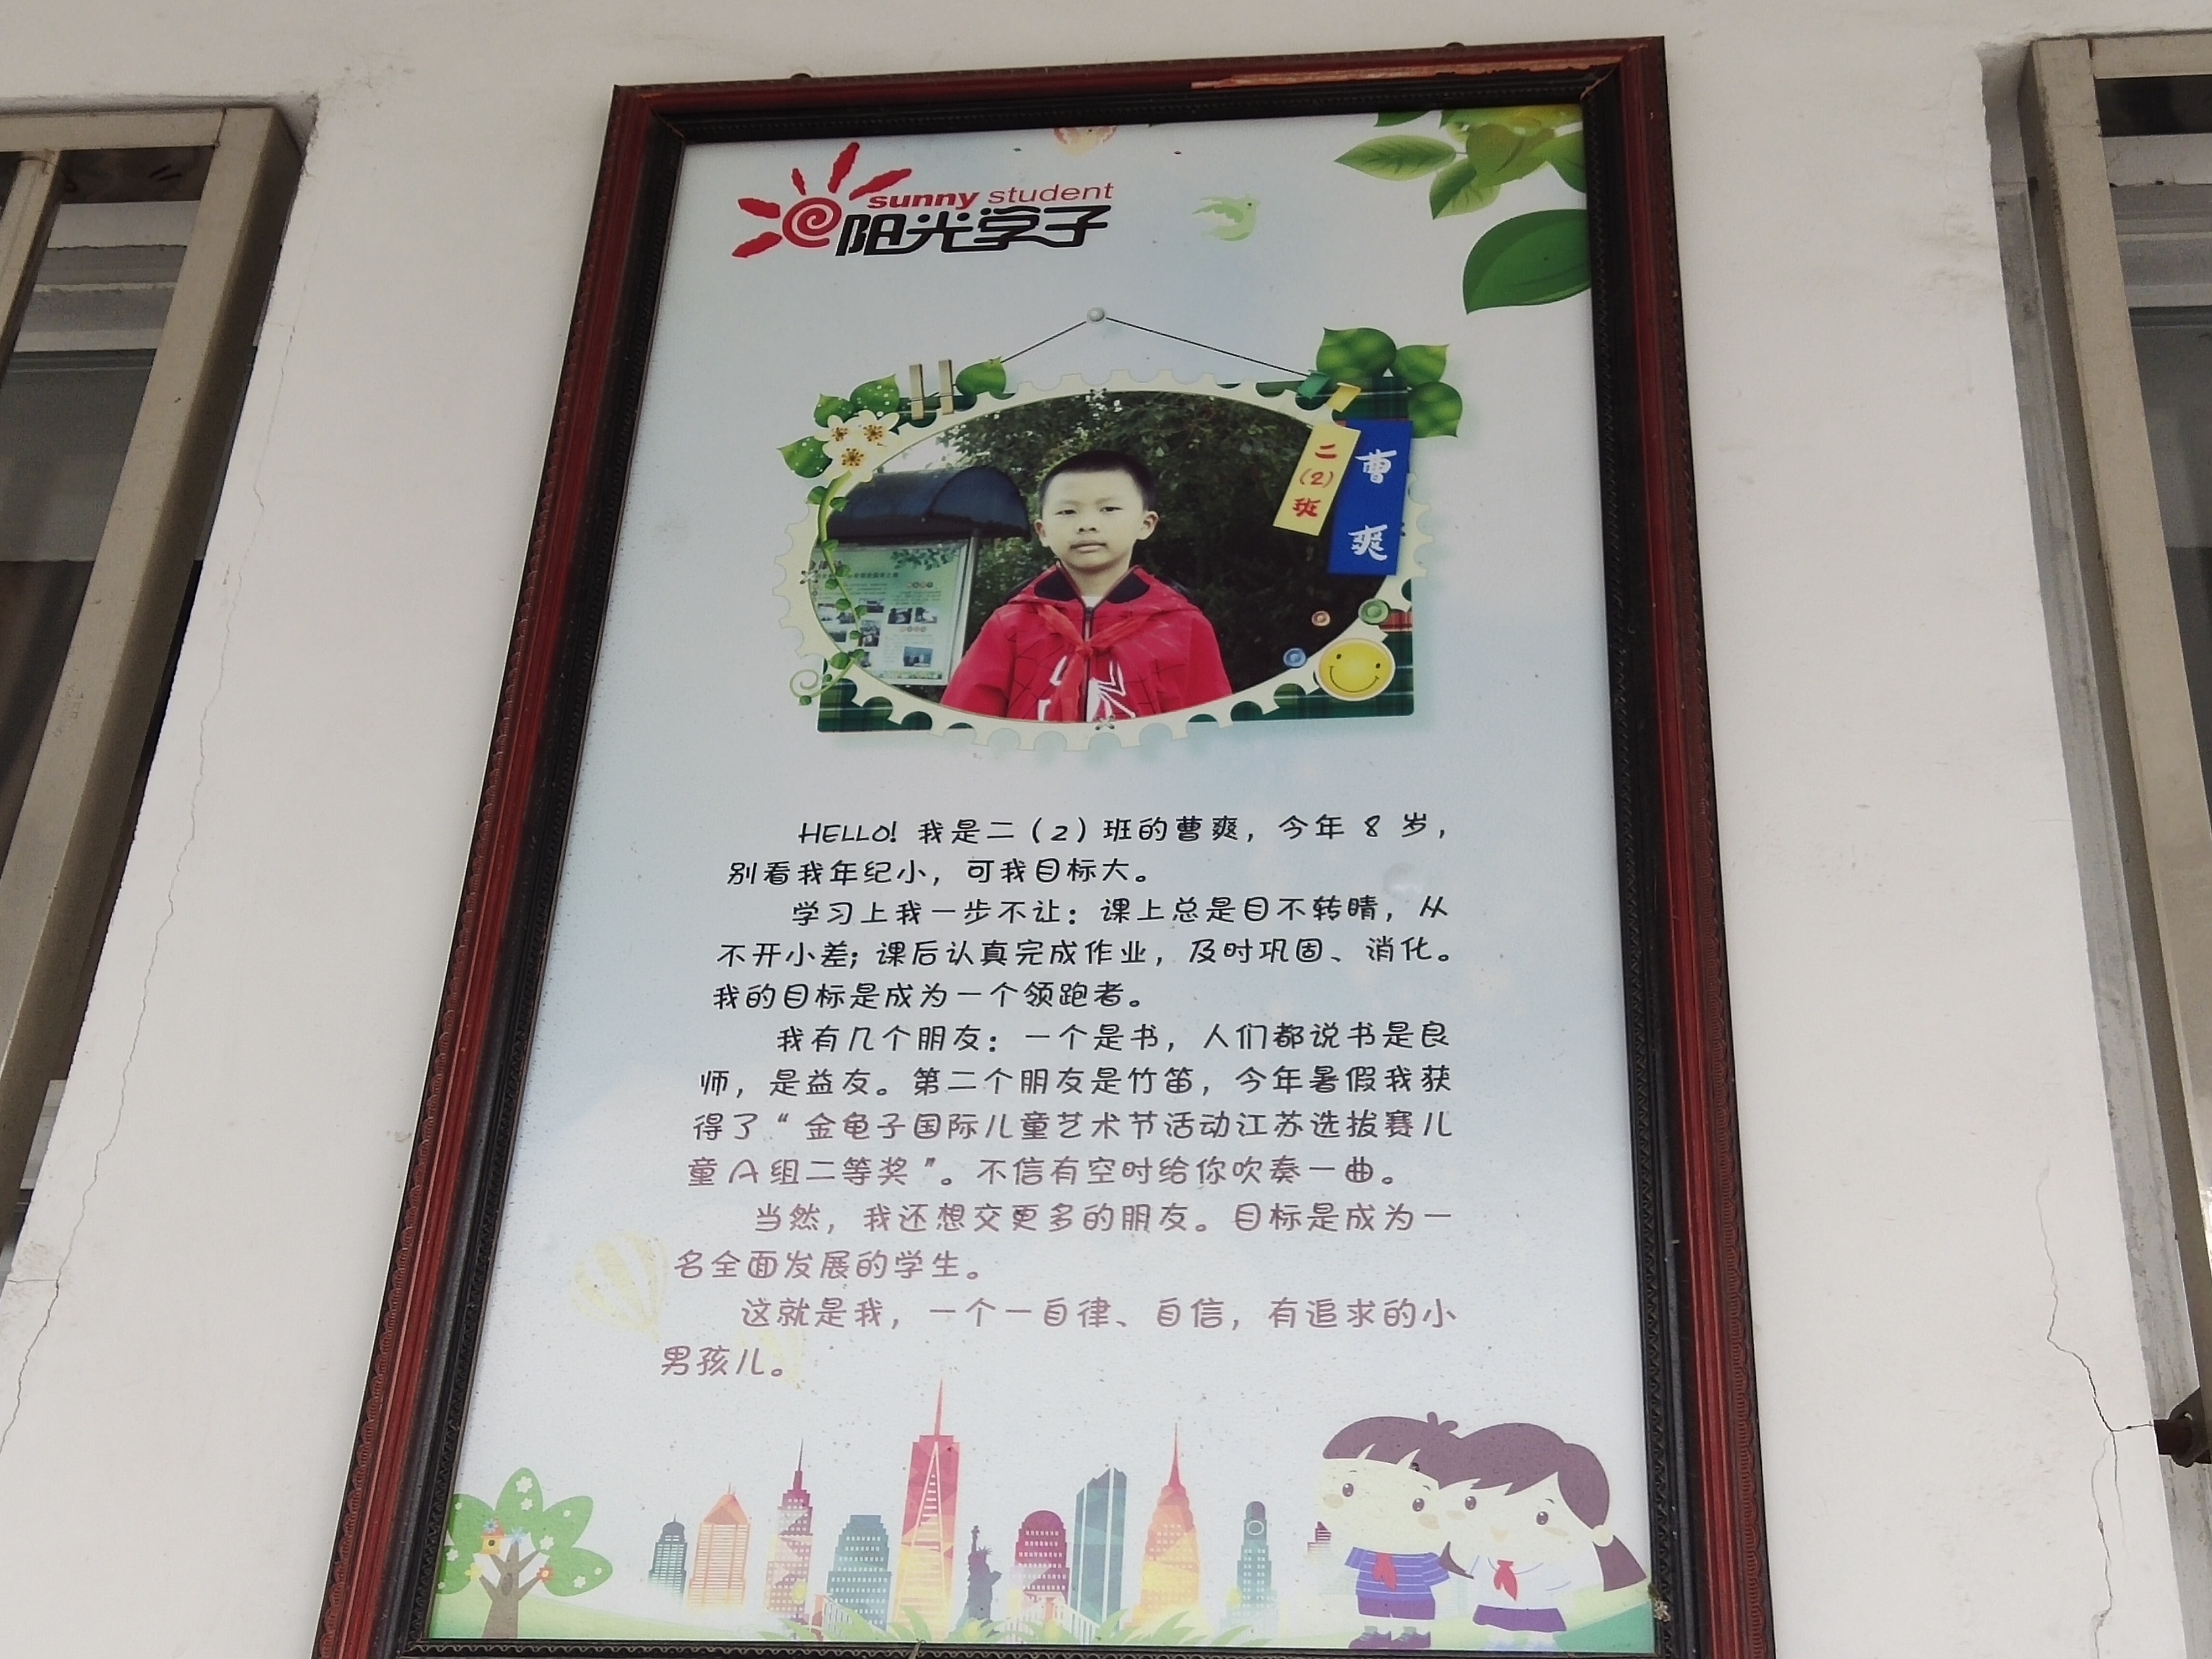 sunny student
阳光学子
二(2)班
曹爽
HELLO! 我是二（2）班的曹爽，今年 8 岁，
别看我年纪小，可我目标大。
学习上我一步不让：课上总是目不转睛，从
不开小差；课后认真完成作业，及时巩固、消化。
我的目标是成为一个领跑者。
我有几个朋友：一个是书，人们都说书是良
师，是益友。第二个朋友是竹笛，今年暑假我获
得了“金龟子国际儿童艺术节活动江苏选拔赛儿
童A组二等奖”。不信有空时给你吹奏一曲。
当然，我还想交更多的朋友。目标是成为一
名全面发展的学生。
这就是我，一个一自律、自信，有追求的小
男孩儿。